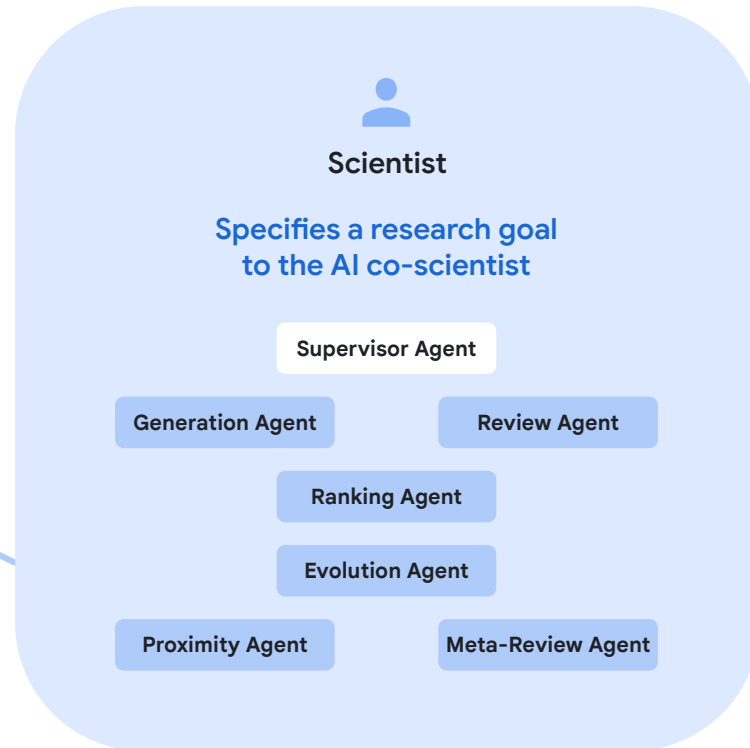 Scientist
Specifies a research goal
to the AI co-scientist
Supervisor Agent
Generation Agent
Review Agent
Ranking Agent
Evolution Agent
Proximity Agent
Meta-Review Agent